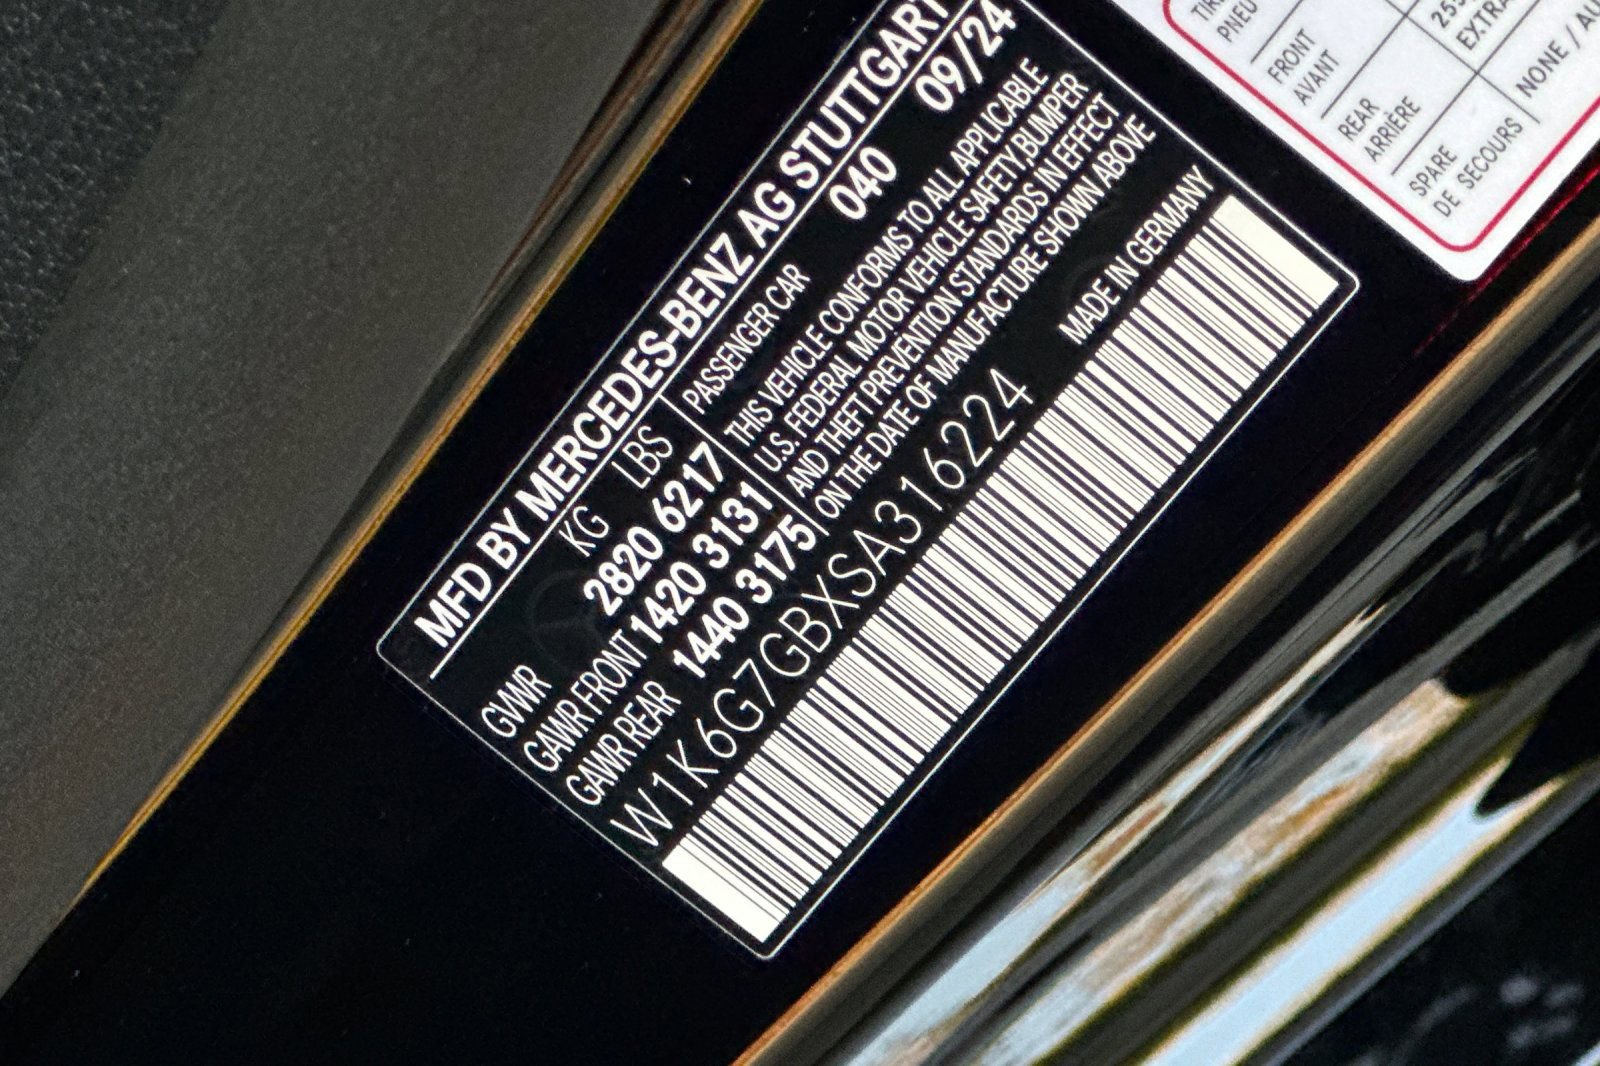 MFD BY MERCEDES-BENZ AG STUTTGART
KG LBS
GVWR 2820 6217
GAWR FRONT 1420 3131
GAWR REAR 1440 3175
040 09/24
PASSENGER CAR
THIS VEHICLE CONFORMS TO ALL APPLICABLE
U.S. FEDERAL MOTOR VEHICLE SAFETY,BUMPER
AND THEFT PREVENTION STANDARDS IN EFFECT
ON THE DATE OF MANUFACTURE SHOWN ABOVE
W1K6G7GBXSA316224 MADE IN GERMANY
PNEU
FRONT
AVANT
REAR
ARRIÈRE
SPARE
DE SECOURS
NONE /